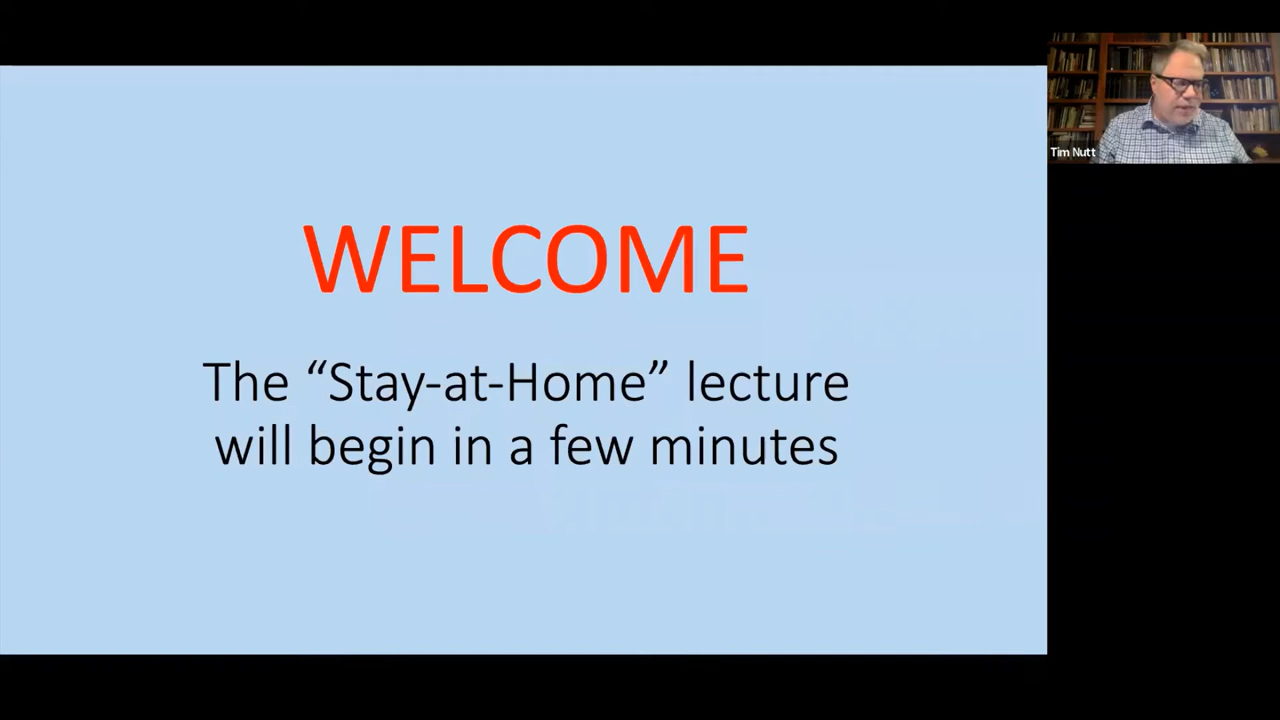 WELCOME
The “Stay-at-Home” lecture
will begin in a few minutes
Tim Nutt